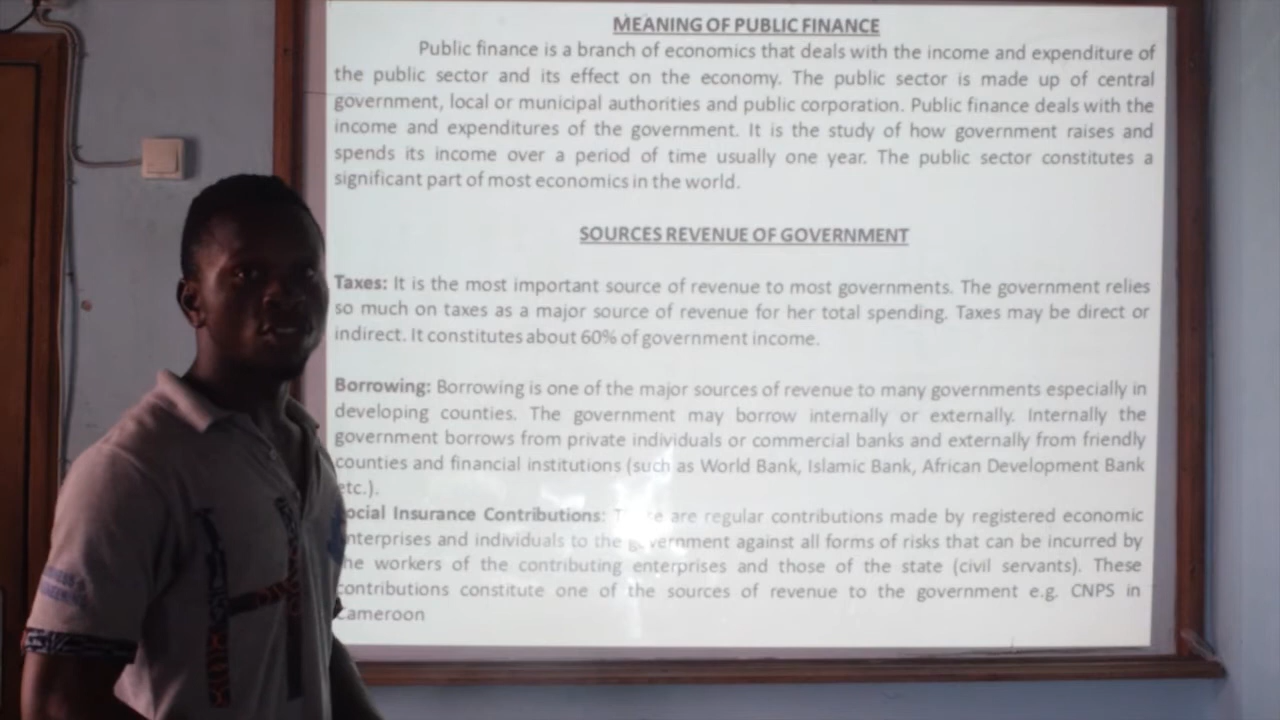 MEANING OF PUBLIC FINANCE
Public finance is a branch of economics that deals with the income and expenditure of
the public sector and its effect on the economy. The public sector is made up of central
government, local or municipal authorities and public corporation. Public finance deals with the
income and expenditures of the government. It is the study of how government raises and
spends its income over a period of time usually one year. The public sector constitutes a
significant part of most economics in the world.
SOURCES REVENUE OF GOVERNMENT
Taxes: It is the most important source of revenue to most governments. The government relies
so much on taxes as a major source of revenue for her total spending. Taxes may be direct or
indirect. It constitutes about 60% of government income.
Borrowing: Borrowing is one of the major sources of revenue to many governments especially in
developing counties. The government may borrow internally or externally. Internally the
government borrows from private individuals or commercial banks and externally from friendly
counties and financial institutions (such as World Bank, Islamic Bank, African Development Bank
etc.).
ocial Insurance Contributions: are regular contributions made by registered economic
nterprises and individuals to the government against all forms of risks that can be incurred by
he workers of the contributing enterprises and those of the state (civil servants). These
contributions constitute one of the sources of revenue to the government e.g. CNPS in
Cameroon